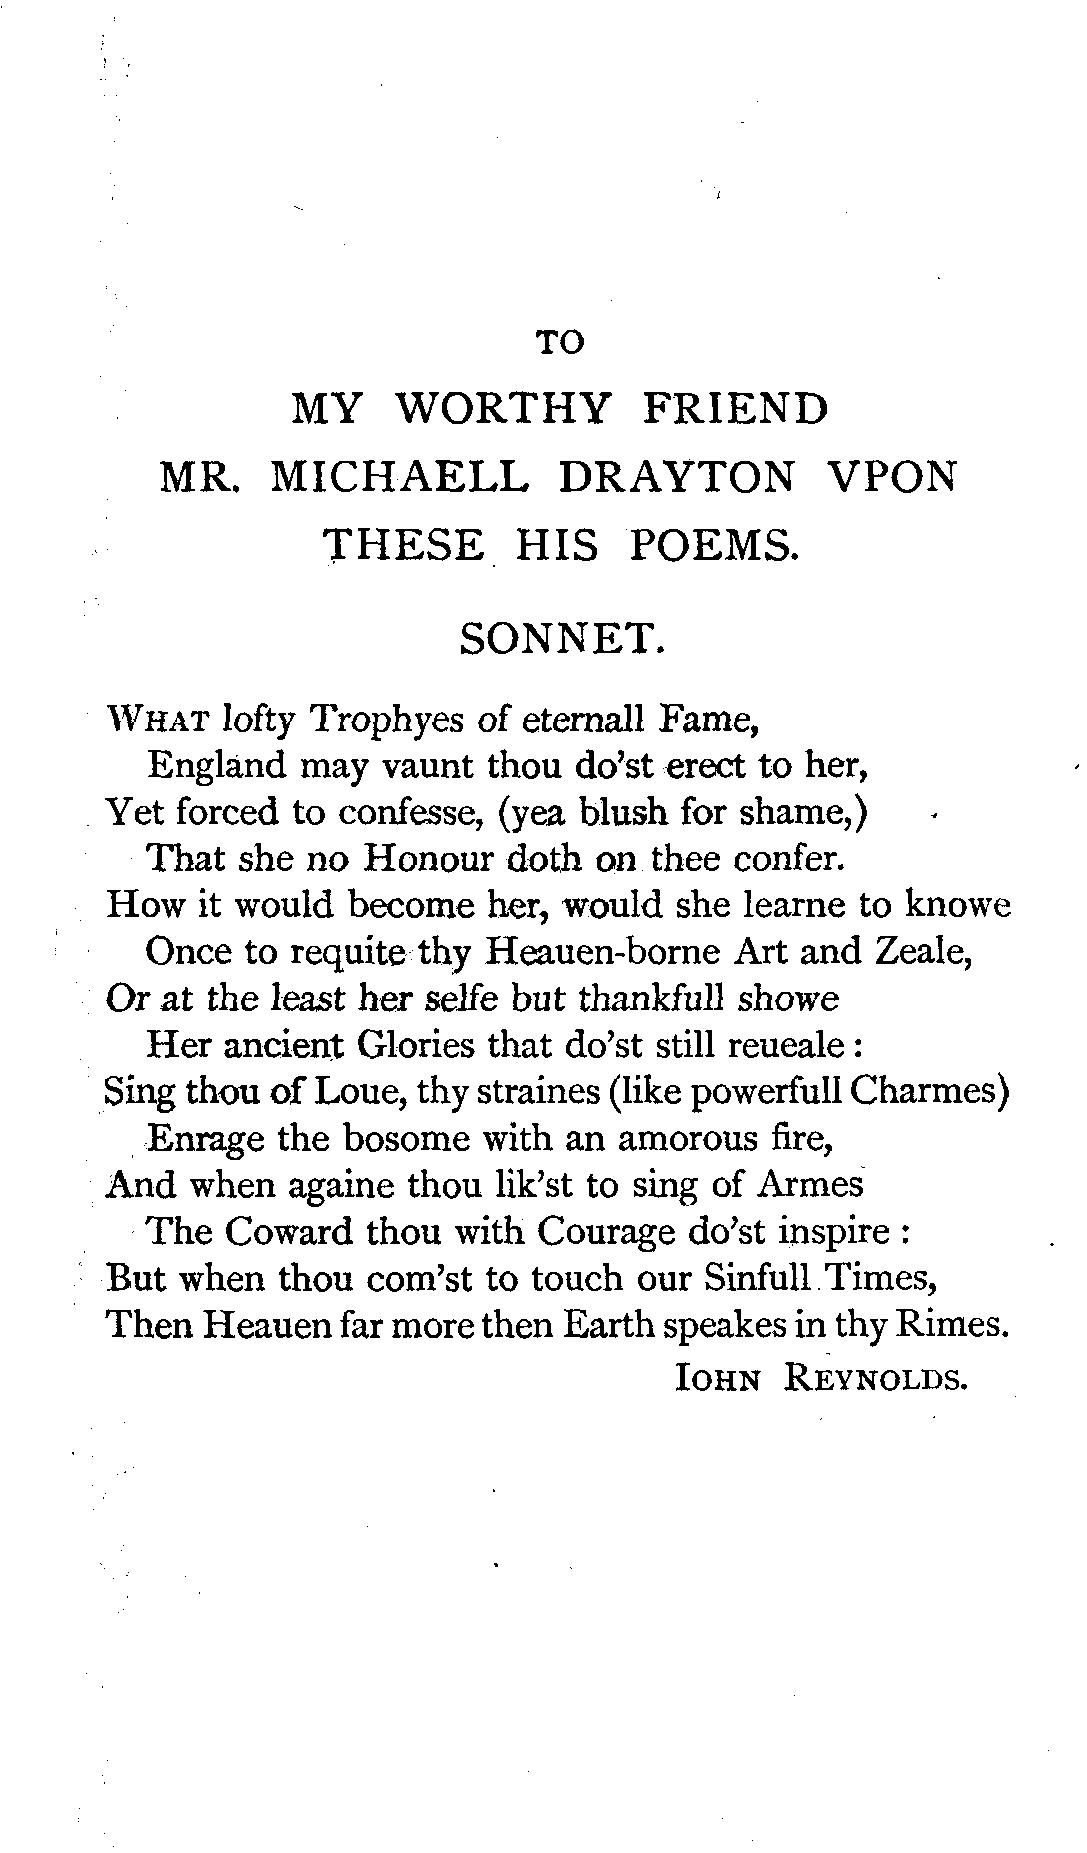 TO
MY WORTHY FRIEND
MR. MICHAELL DRAYTON VPON
THESE HIS POEMS.
SONNET.
WHAT lofty Trophyes of eternall Fame,
England may vaunt thou do'st erect to her,
Yet forced to confesse, (yea blush for shame,)
That she no Honour doth on thee confer.
How it would become her, would she learne to knowe
Once to requite thy Heauen-borne Art and Zeale,
Or at the least her selfe but thankfull showe
Her ancient Glories that do'st still reueale :
Sing thou of Loue, thy straines (like powerfull Charmes)
Enrage the bosome with an amorous fire,
And when againe thou lik'st to sing of Armes
The Coward thou with Courage do'st inspire :
But when thou com'st to touch our Sinfull Times,
Then Heauen far more then Earth speakes in thy Rimes.
IOHN REYNOLDS.